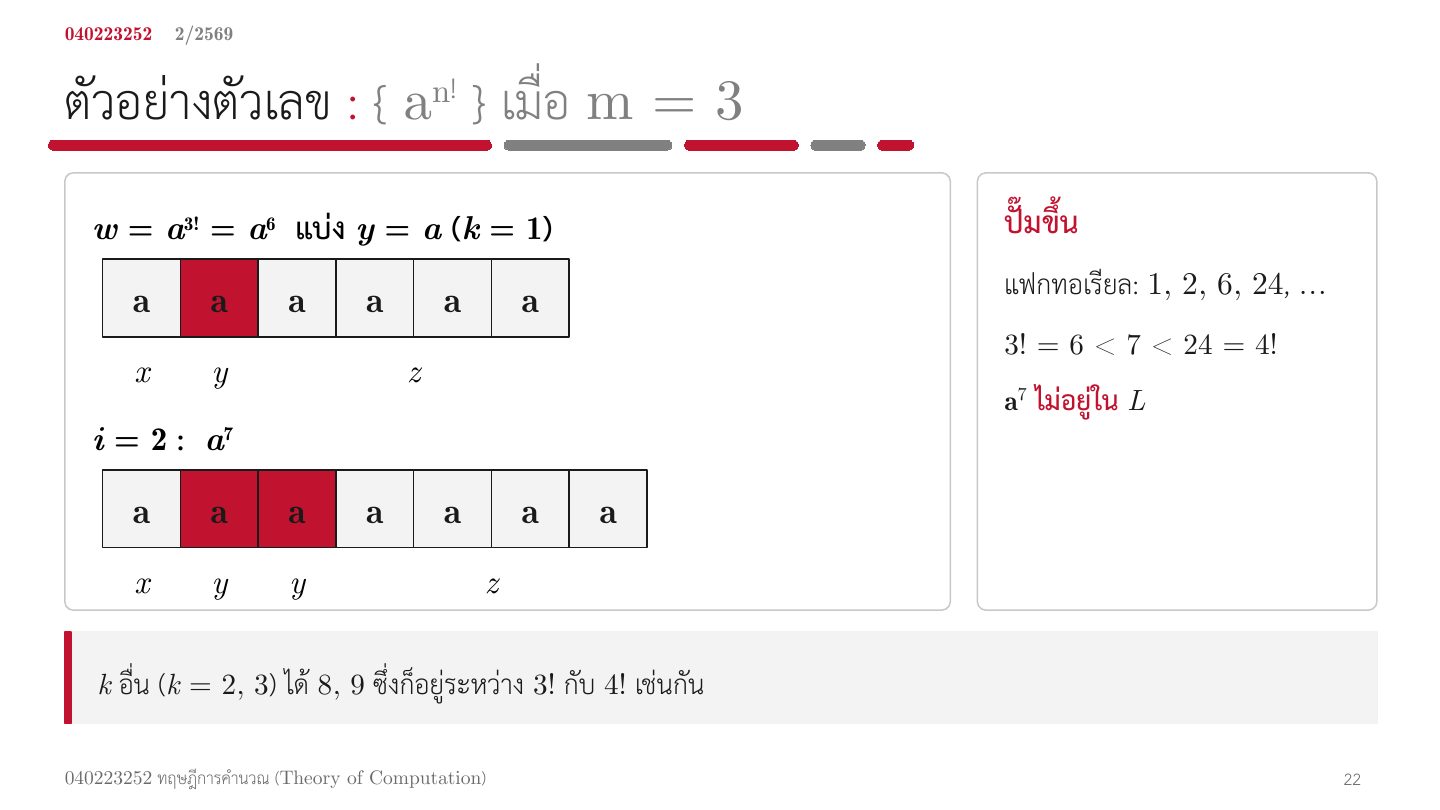 040223252 2/2569
ตัวอย่างตัวเลข : { a^{n!} } เมื่อ m = 3
w = a^{3!} = a^6 แบ่ง y = a (k = 1)
a a a a a a
x y z
i = 2 : a^7
a a a a a a a
x y y z
ปั๊มขึ้น
แฟกทอเรียล: 1, 2, 6, 24, …
3! = 6 < 7 < 24 = 4!
a^7 ไม่อยู่ใน L
k อื่น (k = 2, 3) ได้ 8, 9 ซึ่งก็อยู่ระหว่าง 3! กับ 4! เช่นกัน
040223252 ทฤษฎีการคำนวณ (Theory of Computation)
22